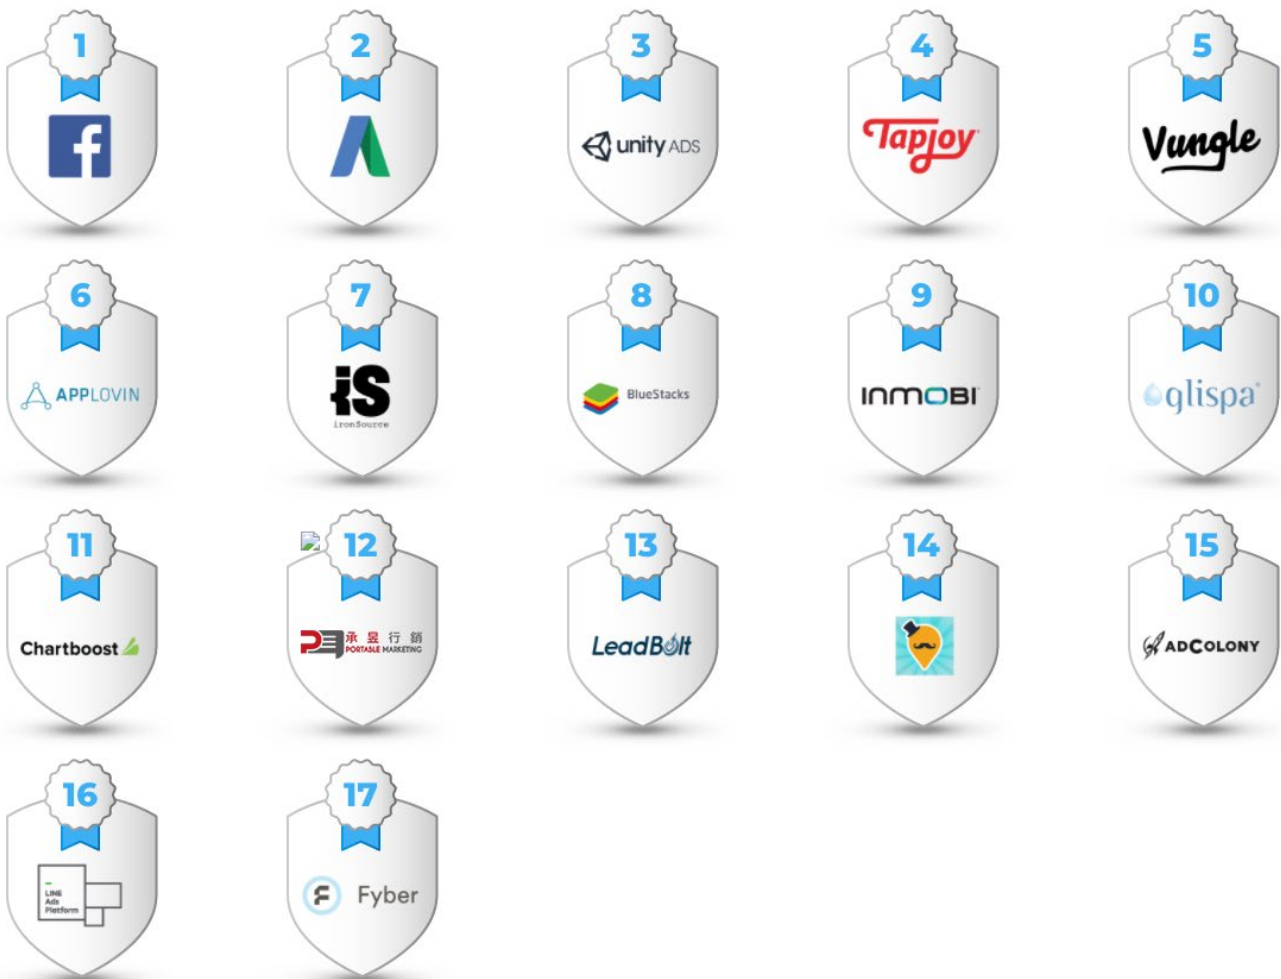 1
2
3
4
5
f
unity ADS
Tapjoy
Vungle
6
7
8
9
10
APPLOVIN
iS
ironSource
BlueStacks
INMOBI
glispa
11
12
13
14
15
Chartboost
承昱行銷
PORTABLE MARKETING
LeadBolt
ADCOLONY
16
17
LINE
Ads
Platform
F Fyber